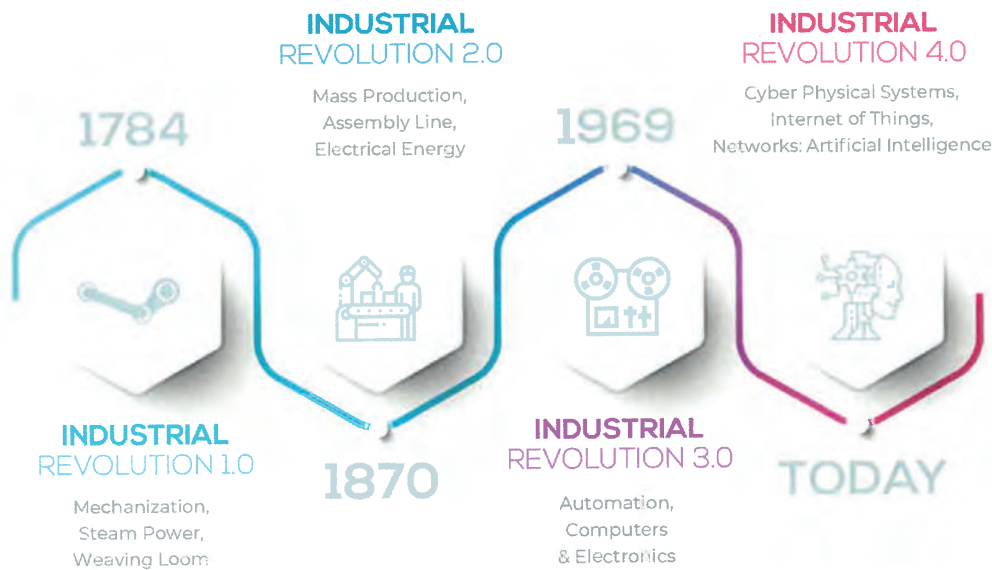 1784
INDUSTRIAL
REVOLUTION 1.0
Mechanization,
Steam Power,
Weaving Loom
INDUSTRIAL
REVOLUTION 2.0
Mass Production,
Assembly Line,
Electrical Energy
1870
1969
INDUSTRIAL
REVOLUTION 3.0
Automation,
Computers
& Electronics
INDUSTRIAL
REVOLUTION 4.0
Cyber Physical Systems,
Internet of Things,
Networks: Artificial Intelligence
TODAY